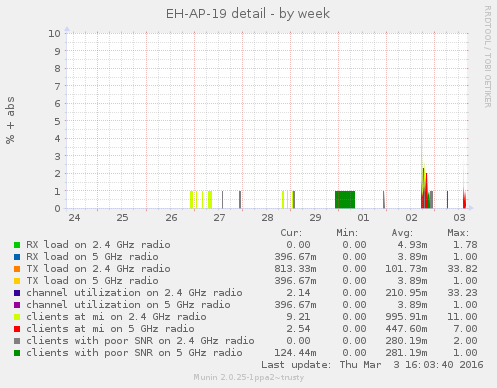 EH-AP-19 detail - by week
RRDTOOL / TOBI OETIKER
% + abs
10
9
8
7
6
5
4
3
2
1
0
24 25 26 27 28 29 01 02 03
Cur: Min: Avg: Max:
RX load on 2.4 GHz radio 0.00 0.00 4.93m 1.78
RX load on 5 GHz radio 396.67m 0.00 3.89m 1.00
TX load on 2.4 GHz radio 813.33m 0.00 101.73m 33.82
TX load on 5 GHz radio 396.67m 0.00 3.89m 1.00
channel utilization on 2.4 GHz radio 2.14 0.00 210.95m 33.23
channel utilization on 5 GHz radio 396.67m 0.00 3.89m 1.00
clients at mi on 2.4 GHz radio 9.21 0.00 995.91m 11.00
clients at mi on 5 GHz radio 2.54 0.00 447.60m 7.00
clients with poor SNR on 2.4 GHz radio 0.00 0.00 280.19m 2.00
clients with poor SNR on 5 GHz radio 124.44m 0.00 281.19m 1.00
Last update: Thu Mar 3 16:03:40 2016
Munin 2.0.25-1ppa2~trusty